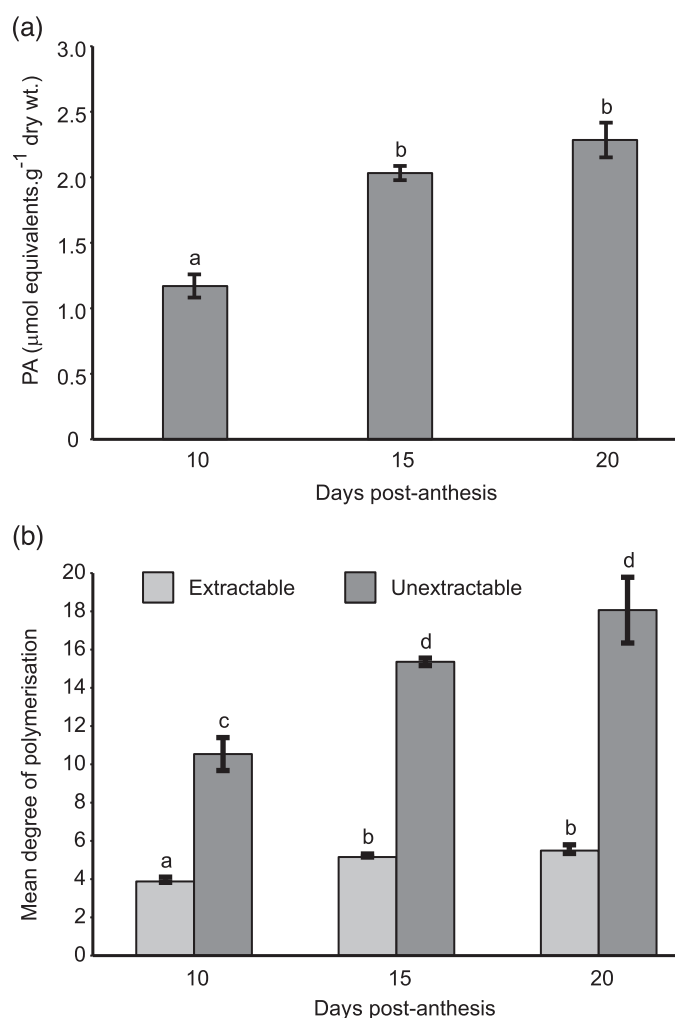 (a)
PA (μmol equivalents.g⁻¹ dry wt.)
3.0
2.5
2.0
1.5
1.0
0.5
0
a
b
b
10 15 20
Days post-anthesis
(b)
Mean degree of polymerisation
Extractable Unextractable
20
18
16
14
12
10
8
6
4
2
0
a
c
b
d
b
d
10 15 20
Days post-anthesis